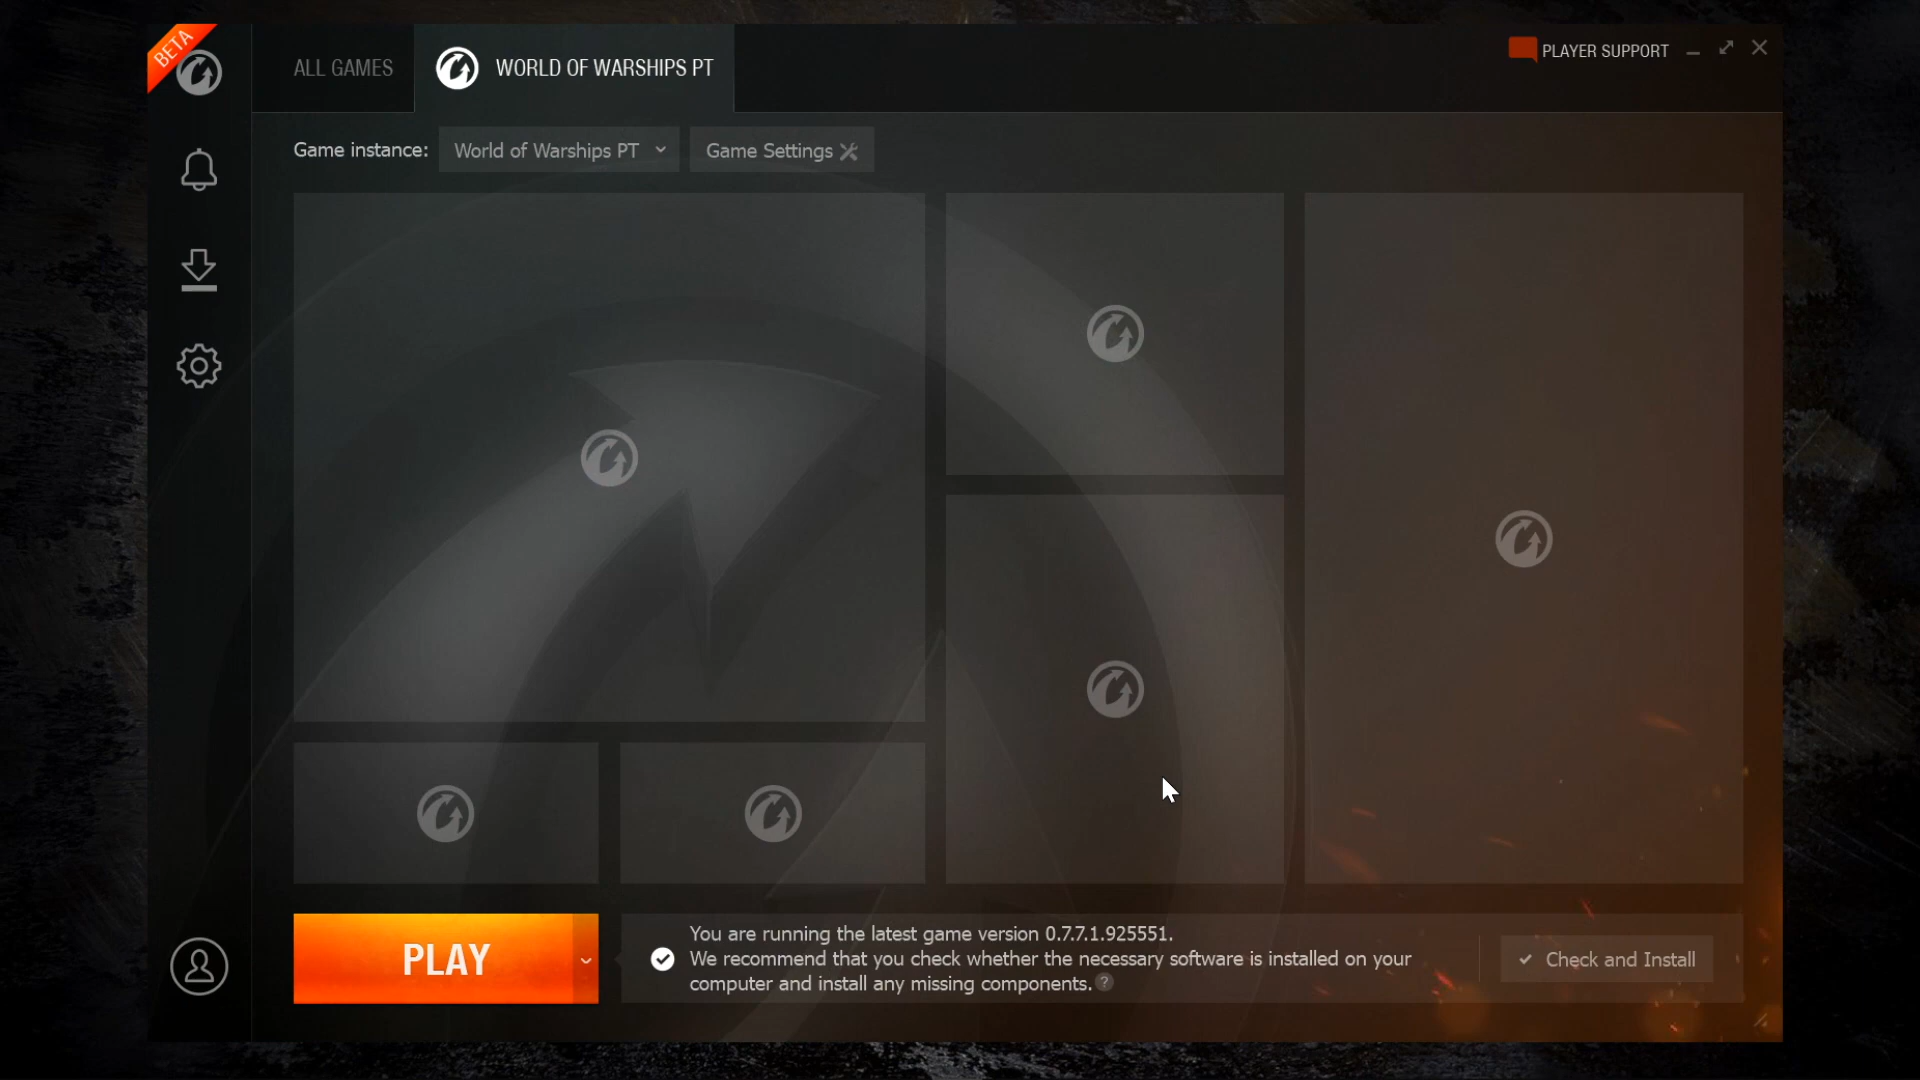 BETA
ALL GAMES
WORLD OF WARSHIPS PT
PLAYER SUPPORT
Game instance:
World of Warships PT
Game Settings
PLAY
You are running the latest game version 0.7.7.1.925551.
We recommend that you check whether the necessary software is installed on your
computer and install any missing components. ?
Check and Install